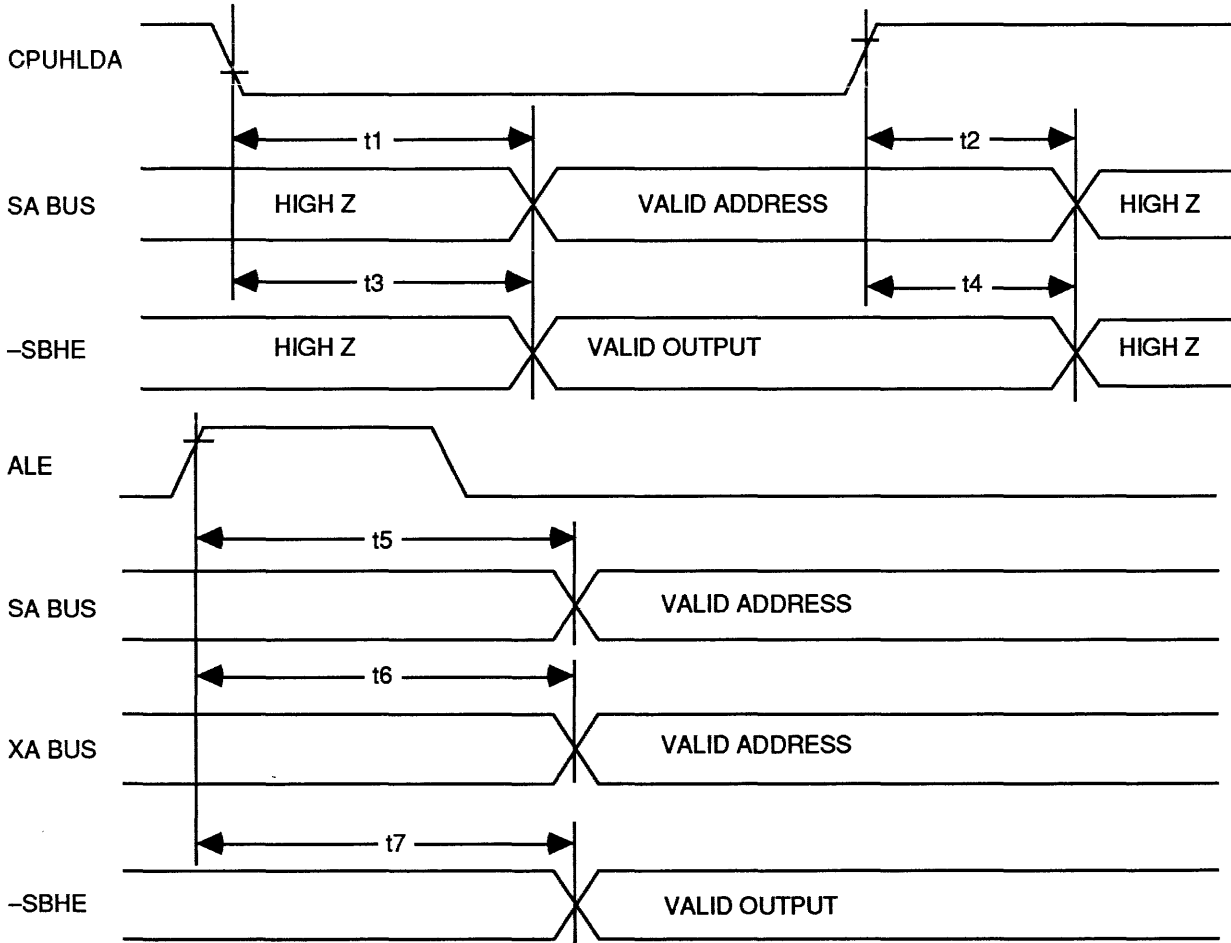 CPUHLDA
t1
t2
SA BUS
HIGH Z
VALID ADDRESS
HIGH Z
t3
t4
–SBHE
HIGH Z
VALID OUTPUT
HIGH Z
ALE
t5
SA BUS
VALID ADDRESS
t6
XA BUS
VALID ADDRESS
t7
–SBHE
VALID OUTPUT